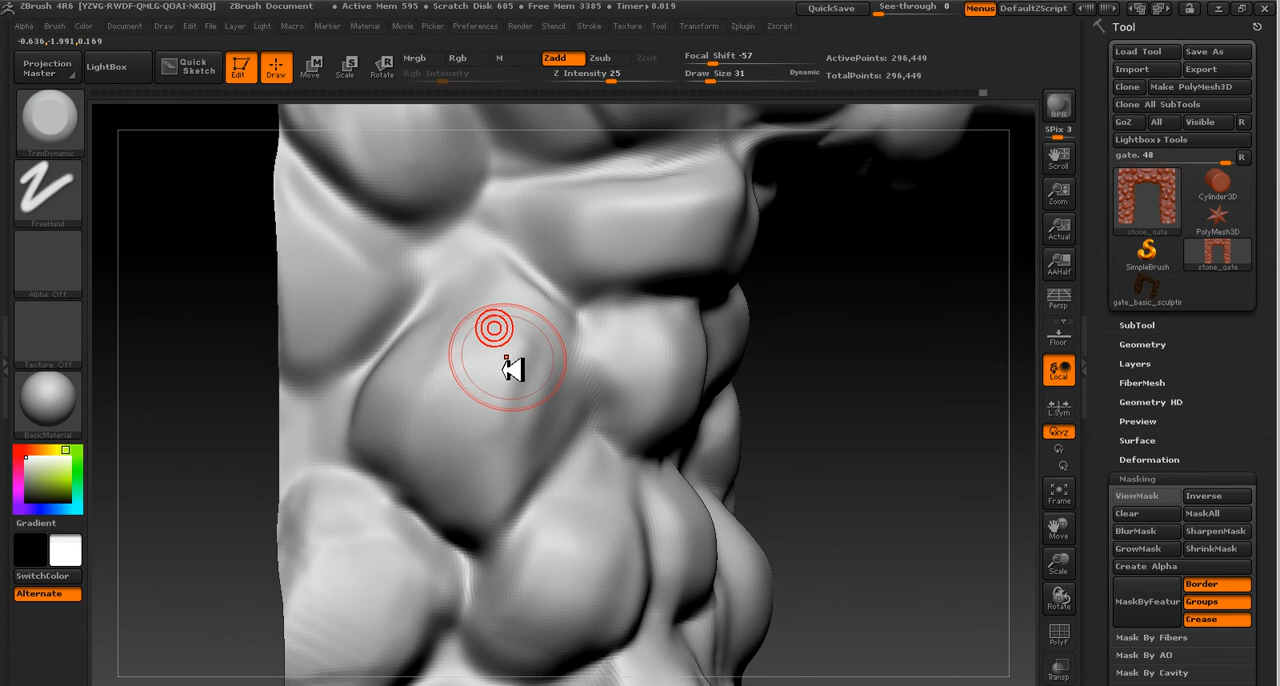 ZBrush 4R6 [YZVG-RWDF-QMLG-QOAI-NKBQ] ZBrush Document • Active Mem 595 • Scratch Disk 605 • Free Mem 3385 • Timer▶0.019 QuickSave See-through 0 Menus DefaultZScript
Alpha Brush Color Document Draw Edit File Layer Light Macro Marker Material Movie Picker Preferences Render Stencil Stroke Texture Tool Transform Zplugin Zscript
-0.636,-1.991,0.169
Projection Master
LightBox
Quick Sketch
Edit
Draw
Move
Scale
Rotate
Mrgb Rgb M
Rgb Intensity
Zadd Zsub Zcut
Z Intensity 25
Focal Shift -57
Draw Size 31
Dynamic
ActivePoints: 296,449
TotalPoints: 296,449
TrimDynamic
FreeHand
Alpha Off
Texture Off
BasicMaterial
Gradient
SwitchColor
Alternate
BPR
SPix 3
Scroll
Zoom
Actual
AAHalf
Persp
Floor
Local
L.Sym
XYZ
Frame
Move
Scale
Rotate
PolyF
Transp
Tool
Load Tool Save As
Import Export
Clone Make PolyMesh3D
Clone All SubTools
GoZ All Visible R
Lightbox▶Tools
gate. 48 R
stone_gate
Cylinder3D
PolyMesh3D
SimpleBrush
stone_gate
gate_basic_sculptir
SubTool
Geometry
Layers
FiberMesh
Geometry HD
Preview
Surface
Deformation
Masking
ViewMask Inverse
Clear MaskAll
BlurMask SharpenMask
GrowMask ShrinkMask
Create Alpha
MaskByFeatur
Border
Groups
Crease
Mask By Fibers
Mask By AO
Mask By Cavity